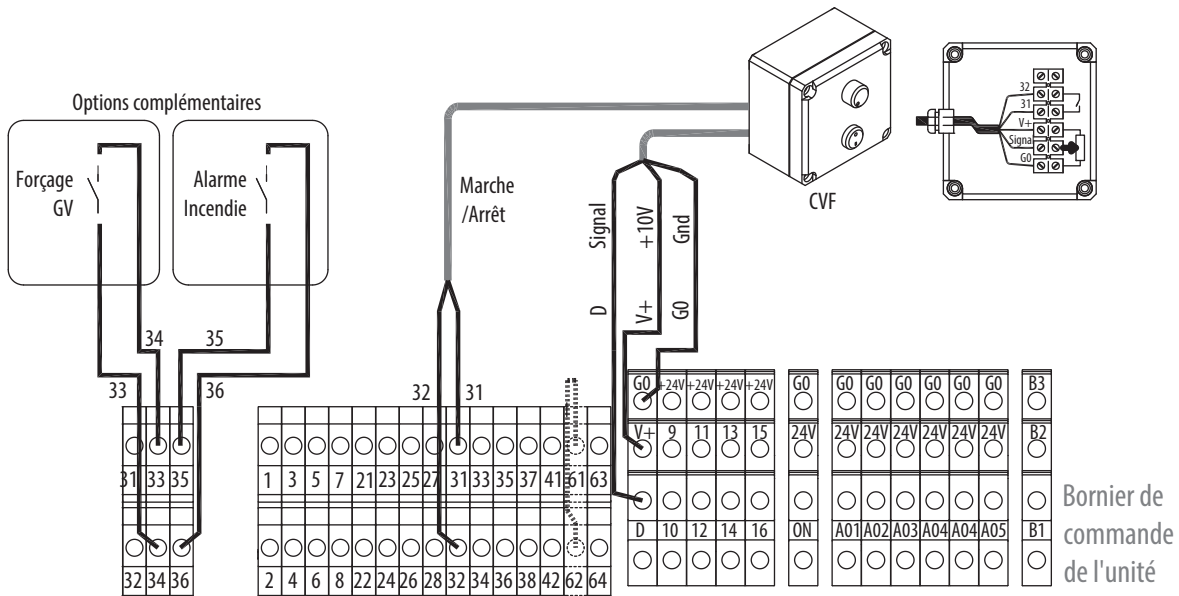 Options complémentaires
Forçage
GV
Alarme
Incendie
34
35
33
36
Marche
/Arrêt
32
31
CVF
32
31
V+
Signal
G0
Signal
+10V
Gnd
D
V+
G0
31 33 35
32 34 36
1 3 5 7 21 23 25 27 31 33 35 37 41 61 63
2 4 6 8 22 24 26 28 32 34 36 38 42 62 64
G0 +24V +24V +24V +24V G0 G0 G0 G0 G0 G0 G0 B3
V+ 9 11 13 15 24V 24V 24V 24V 24V 24V 24V B2
D 10 12 14 16 ON A01 A02 A03 A04 A04 A05 B1
Bornier de
commande
de l'unité